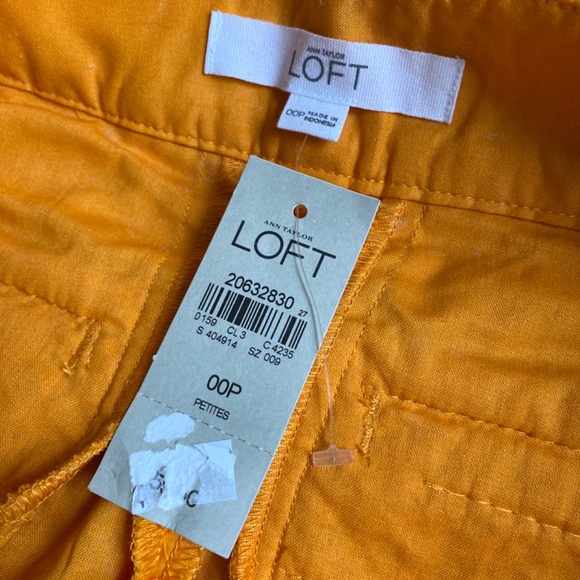 ANN TAYLOR
LOFT
00P MADE IN
INDONESIA
ANN TAYLOR
LOFT
20632830
27
D 159 CL 3 C 4235
S 404914 SZ 009
00P
PETITES